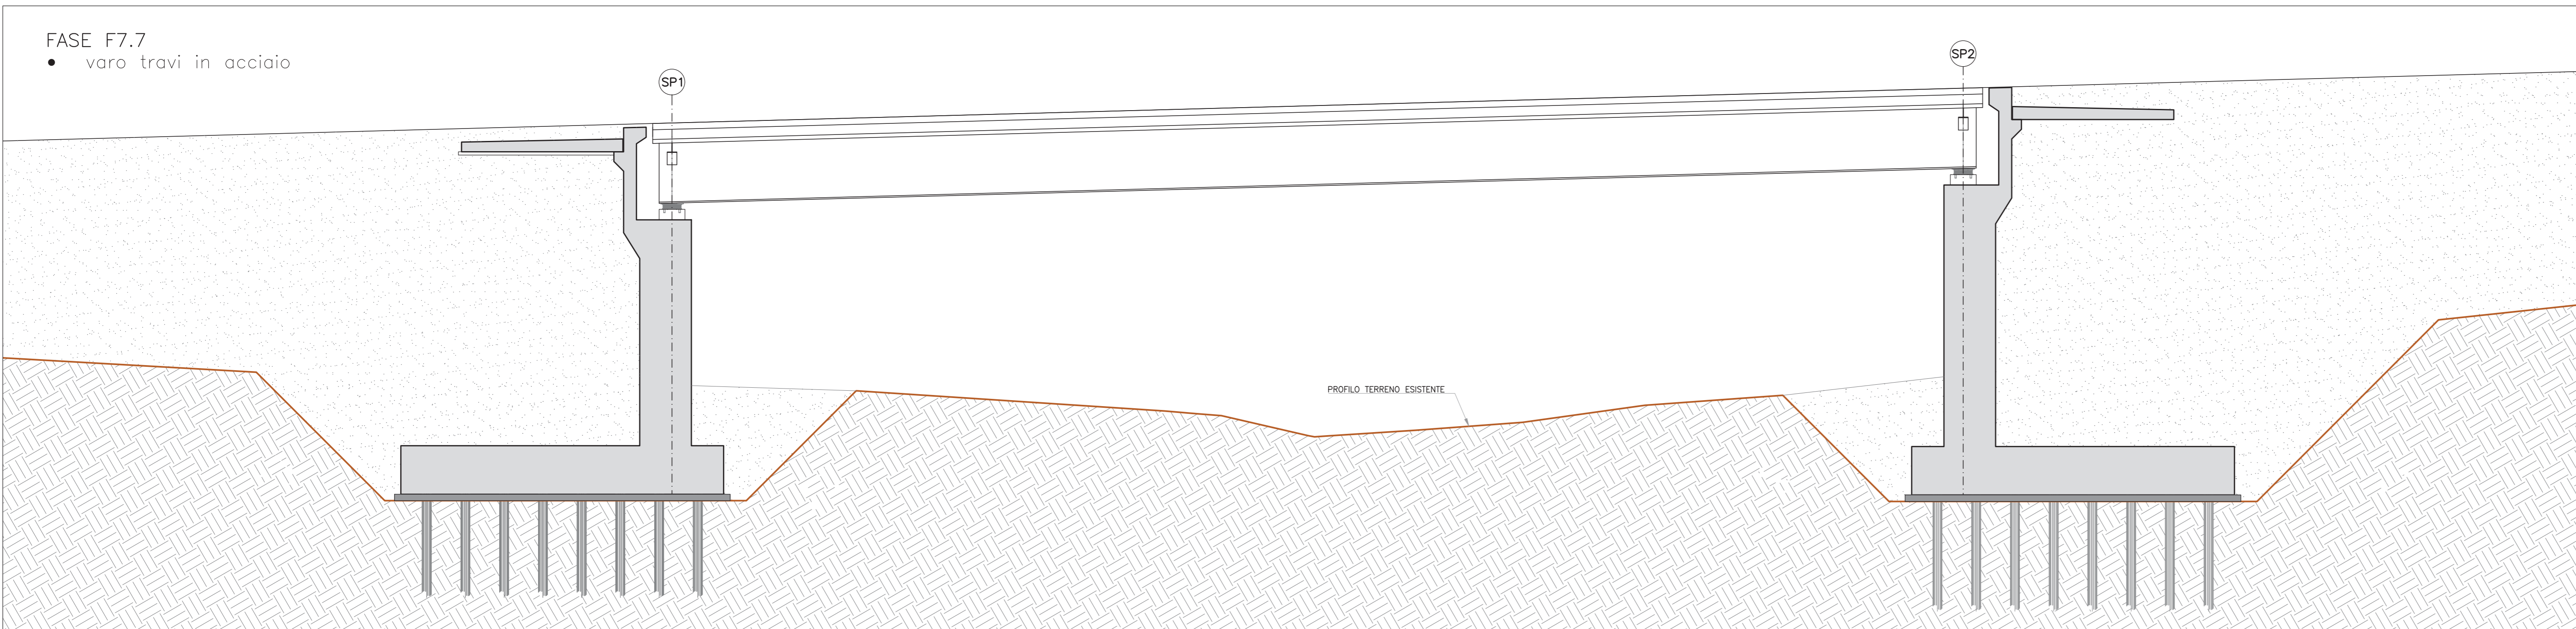 FASE F7.7
• varo travi in acciaio
SP1
SP2
PROFILO TERRENO ESISTENTE